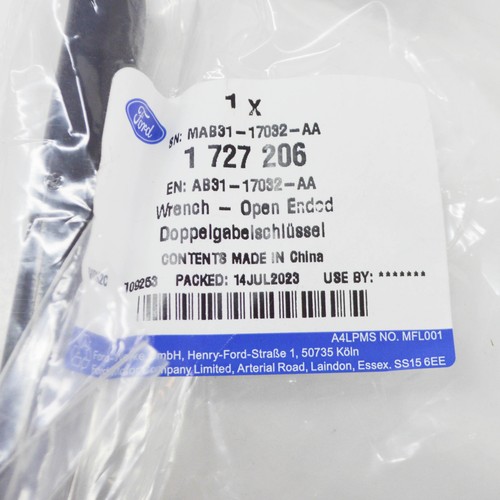 1 x
Ford
SN: MAB31-17032-AA
1 727 206
EN: AB31-17032-AA
Wrench - Open Ended
Doppelgabelschlüssel
CONTENTS MADE IN China
109253 PACKED: 14JUL2023 USE BY: *******
A4LPMS NO. MFL001
GmbH, Henry-Ford-Straße 1, 50735 Köln
Company Limited, Arterial Road, Laindon, Essex. SS15 6EE